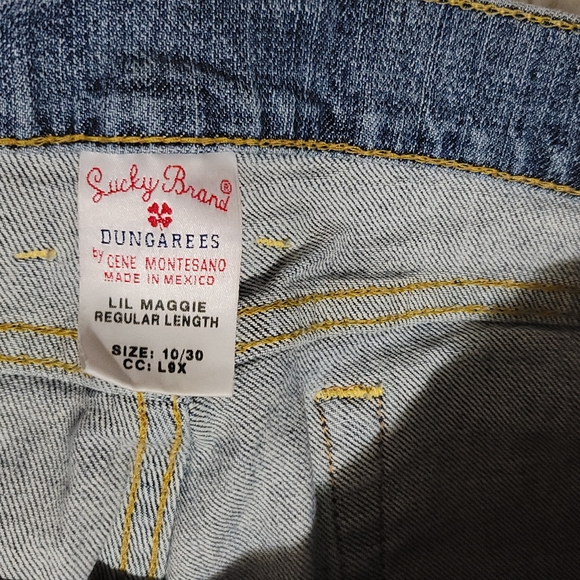 Lucky Brand®
DUNGAREES
by GENE MONTESANO
MADE IN MEXICO
LIL MAGGIE
REGULAR LENGTH
SIZE: 10/30
CC: L9X